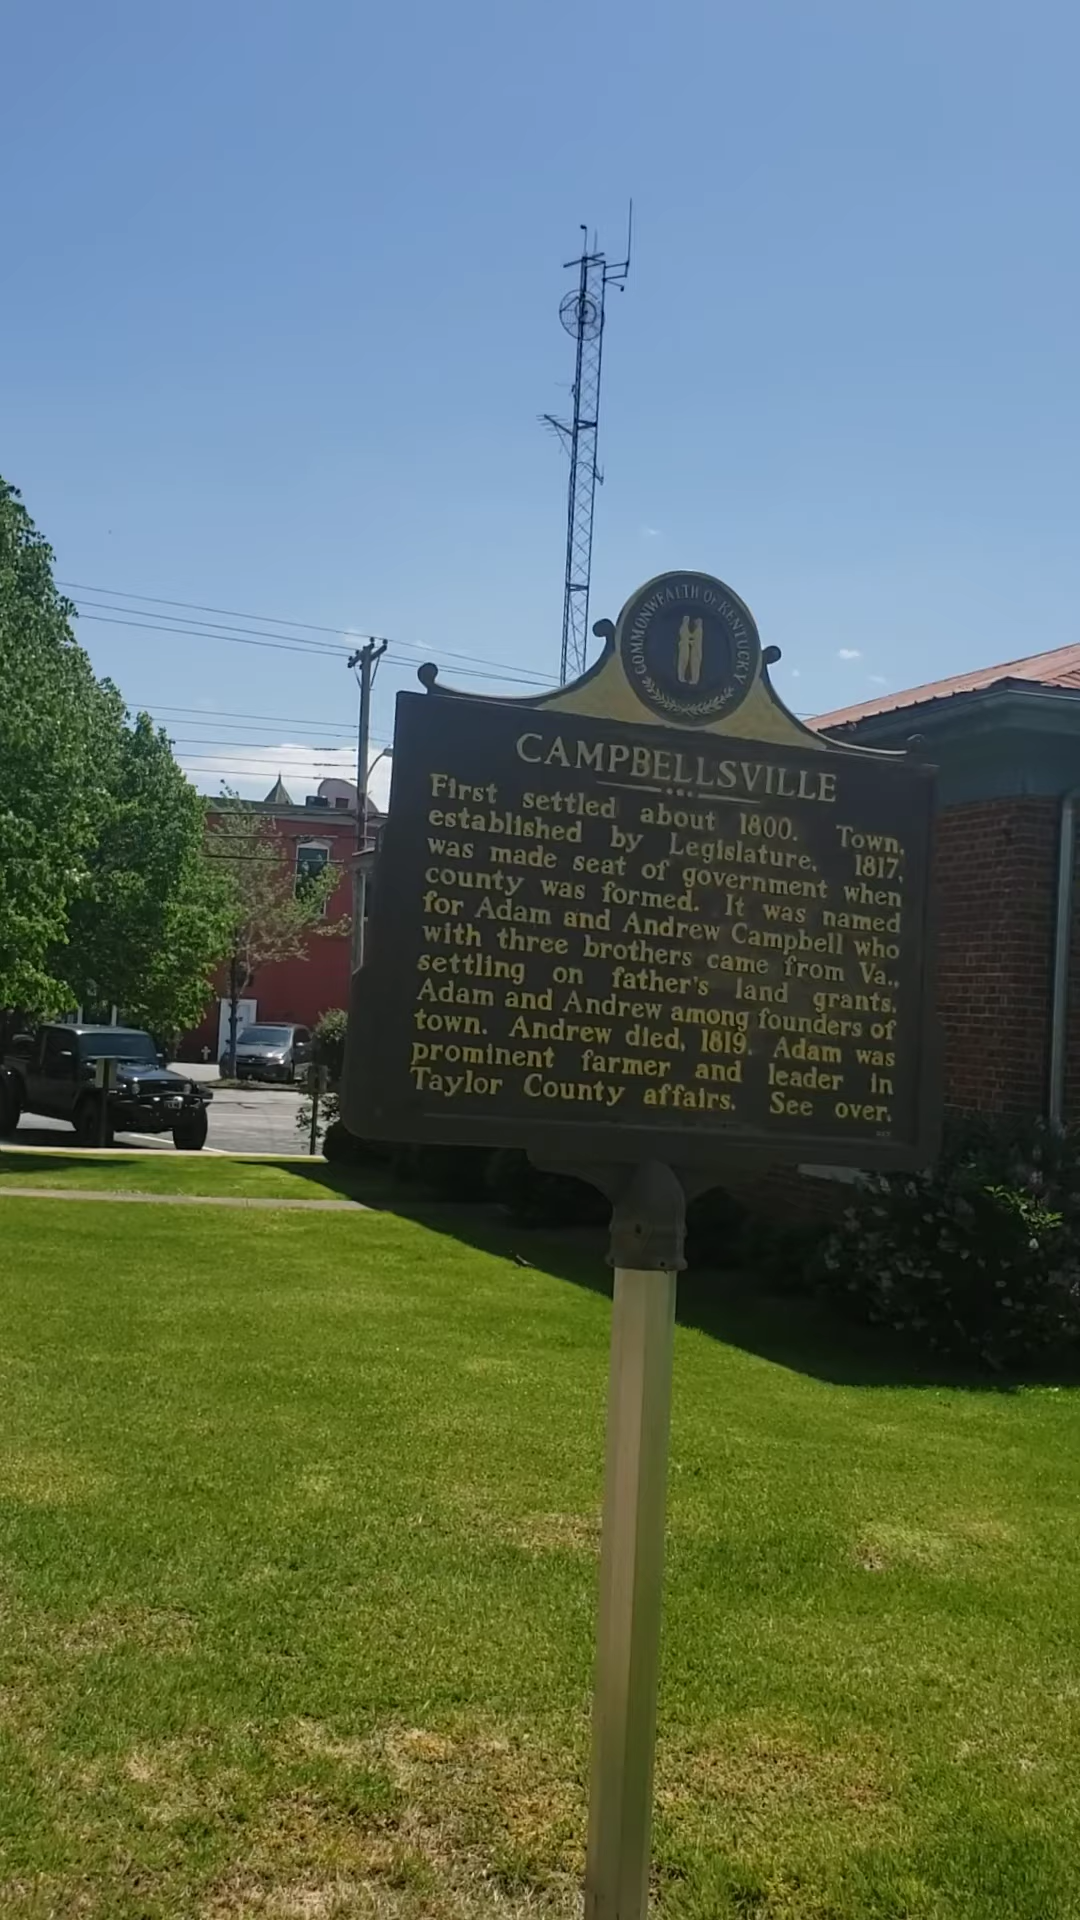 COMMONWEALTH OF KENTUCKY
CAMPBELLSVILLE
First settled about 1800. Town,
established by Legislature, 1817,
was made seat of government when
county was formed. It was named
for Adam and Andrew Campbell who
with three brothers came from Va.,
settling on father's land grants.
Adam and Andrew among founders of
town. Andrew died, 1819. Adam was
prominent farmer and leader in
Taylor County affairs. See over.